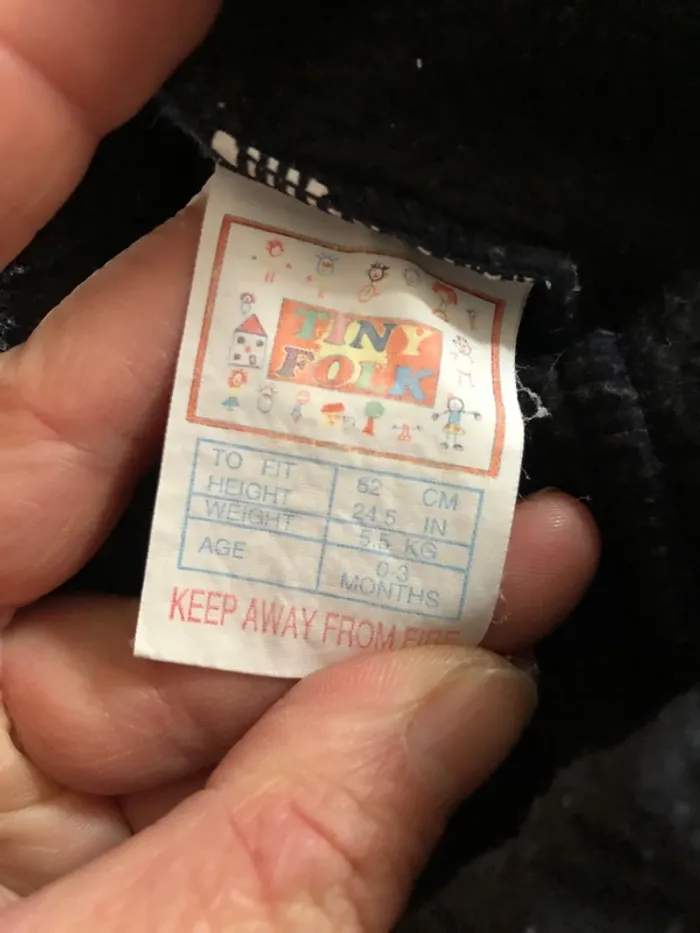 TINY
FOLK
TO FIT
HEIGHT
62 CM
24.5 IN
WEIGHT
5.5 KG
AGE
0-3
MONTHS
KEEP AWAY FROM FIRE